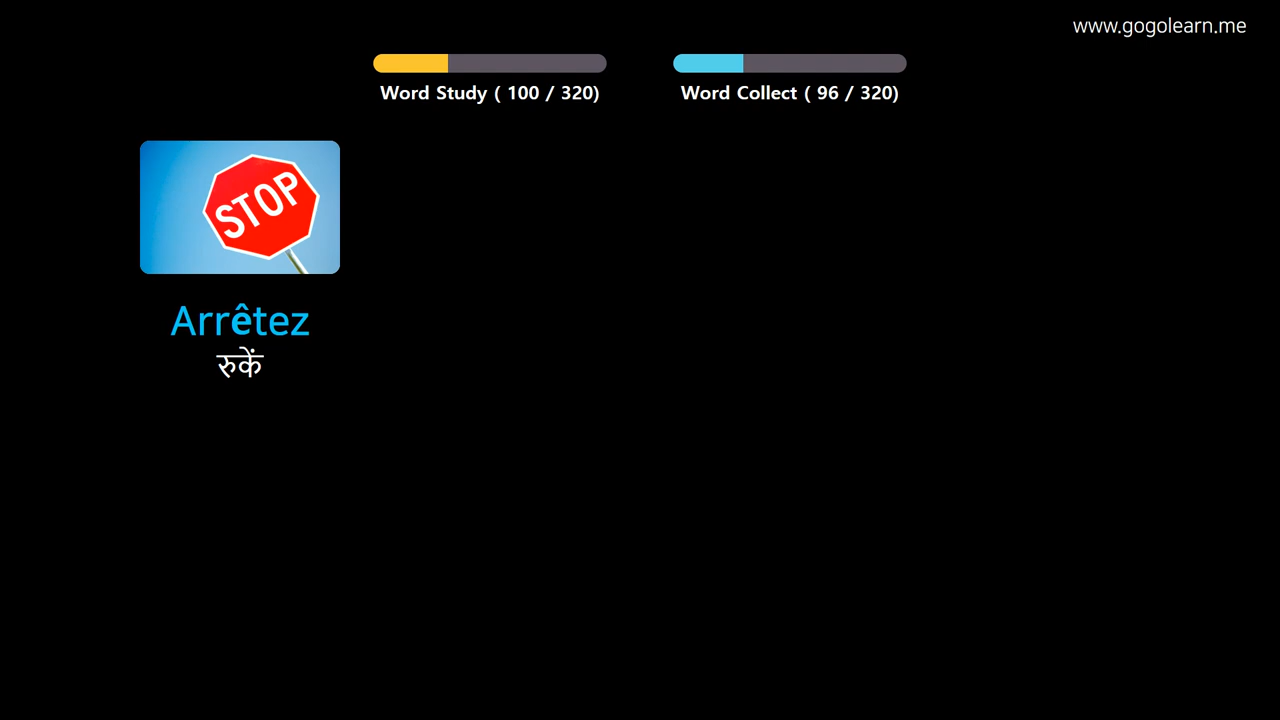 www.gogolearn.me
Word Study ( 100 / 320)
Word Collect ( 96 / 320)
STOP
Arrêtez
रुकें